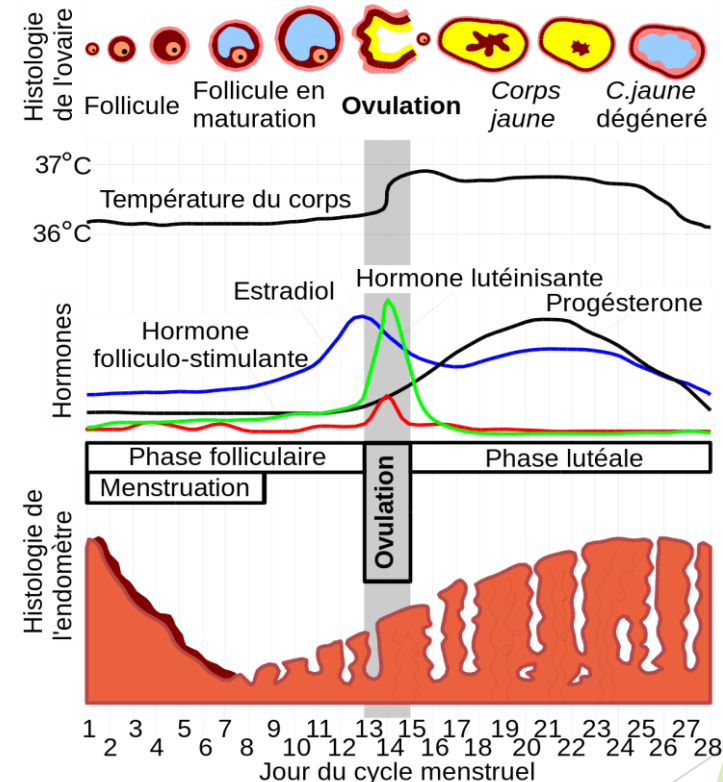 Histologie
de l'ovaire
Follicule
Follicule en
maturation
Ovulation
Corps
jaune
C.jaune
dégeneré
37°C
Température du corps
36°C
Hormones
Estradiol
Hormone lutéinisante
Progésterone
Hormone
folliculo-stimulante
Phase folliculaire
Ovulation
Phase lutéale
Menstruation
Histologie de
l'endomètre
1 3 5 7 9 11 13 15 17 19 21 23 25 27
2 4 6 8 10 12 14 16 18 20 22 24 26 28
Jour du cycle menstruel